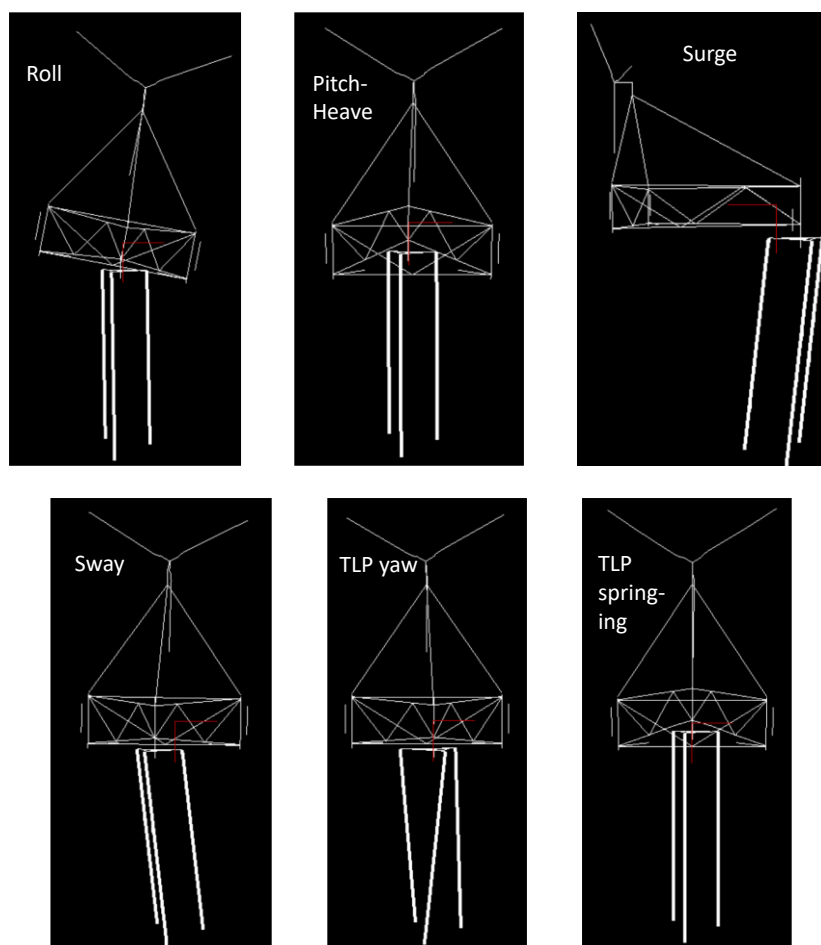 Roll
Pitch-
Heave
Surge
Sway
TLP yaw
TLP
spring-
ing